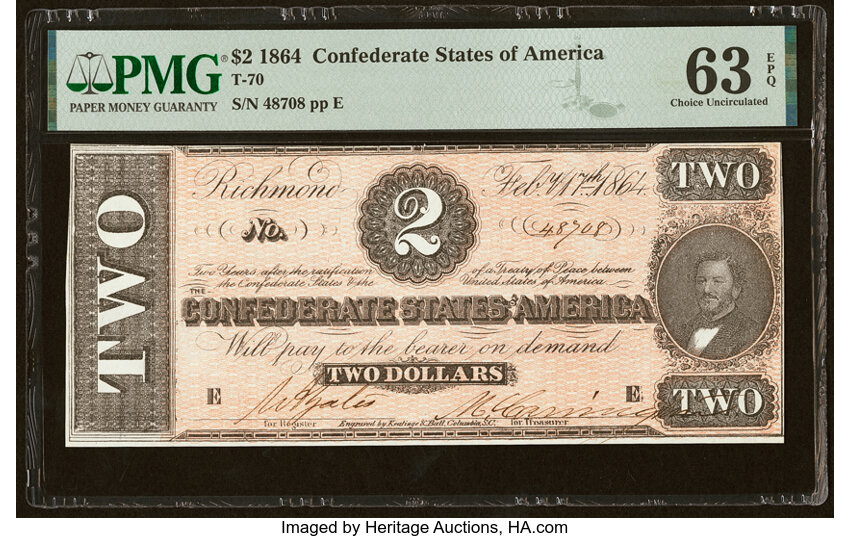 PMG ®
PAPER MONEY GUARANTY
$2 1864 Confederate States of America
T-70
S/N 48708 pp E
63
EPQ
Choice Uncirculated
TWO
Richmond
2
Feby. 17th 1864
TWO
No.
48708
Two Years after the ratification of a Treaty of Peace between
the Confederate States & the United States of America
THE
CONFEDERATE STATES OF AMERICA
Will pay to the bearer on demand
TWO DOLLARS
E
E
TWO
for Register
Engraved by Keatinge & Ball, Columbia, S.C.
for Treasurer
Imaged by Heritage Auctions, HA.com